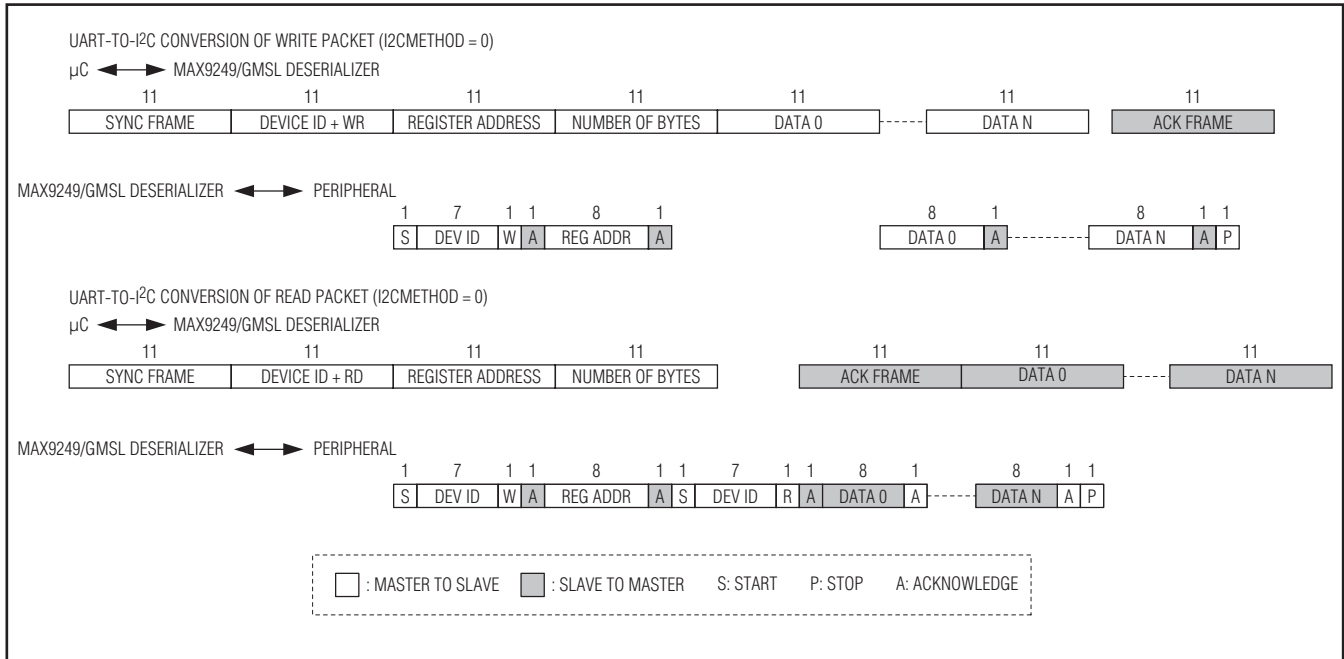 UART-TO-I2C CONVERSION OF WRITE PACKET (I2CMETHOD = 0)
µC MAX9249/GMSL DESERIALIZER
11 11 11 11 11 11 11
SYNC FRAME DEVICE ID + WR REGISTER ADDRESS NUMBER OF BYTES DATA 0 DATA N ACK FRAME
MAX9249/GMSL DESERIALIZER PERIPHERAL
1 7 1 1 8 1 8 1 8 1 1
S DEV ID W A REG ADDR A DATA 0 A DATA N A P
UART-TO-I2C CONVERSION OF READ PACKET (I2CMETHOD = 0)
µC MAX9249/GMSL DESERIALIZER
11 11 11 11 11 11 11
SYNC FRAME DEVICE ID + RD REGISTER ADDRESS NUMBER OF BYTES ACK FRAME DATA 0 DATA N
MAX9249/GMSL DESERIALIZER PERIPHERAL
1 7 1 1 8 1 1 7 1 1 8 1 8 1 1
S DEV ID W A REG ADDR A S DEV ID R A DATA 0 A DATA N A P
: MASTER TO SLAVE : SLAVE TO MASTER S: START P: STOP A: ACKNOWLEDGE